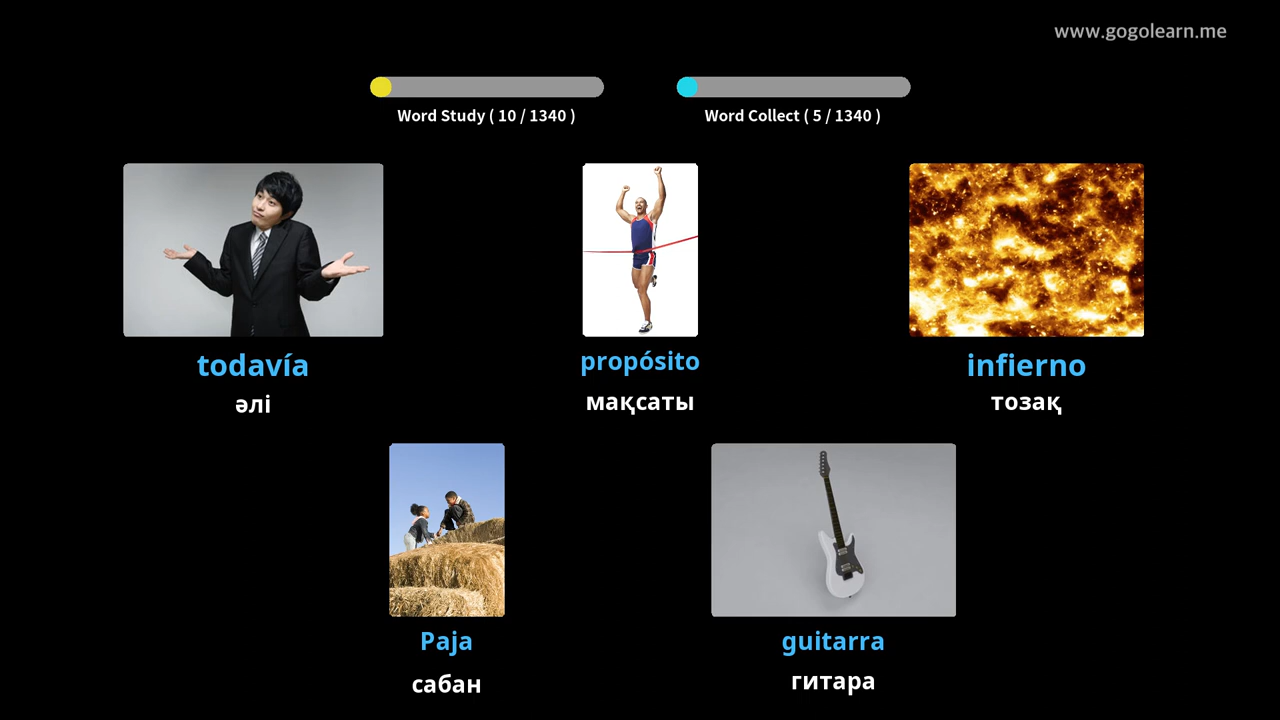 www.gogolearn.me
Word Study ( 10 / 1340 )
Word Collect ( 5 / 1340 )
todavía
әлі
propósito
мақсаты
infierno
тозақ
Paja
сабан
guitarra
гитара